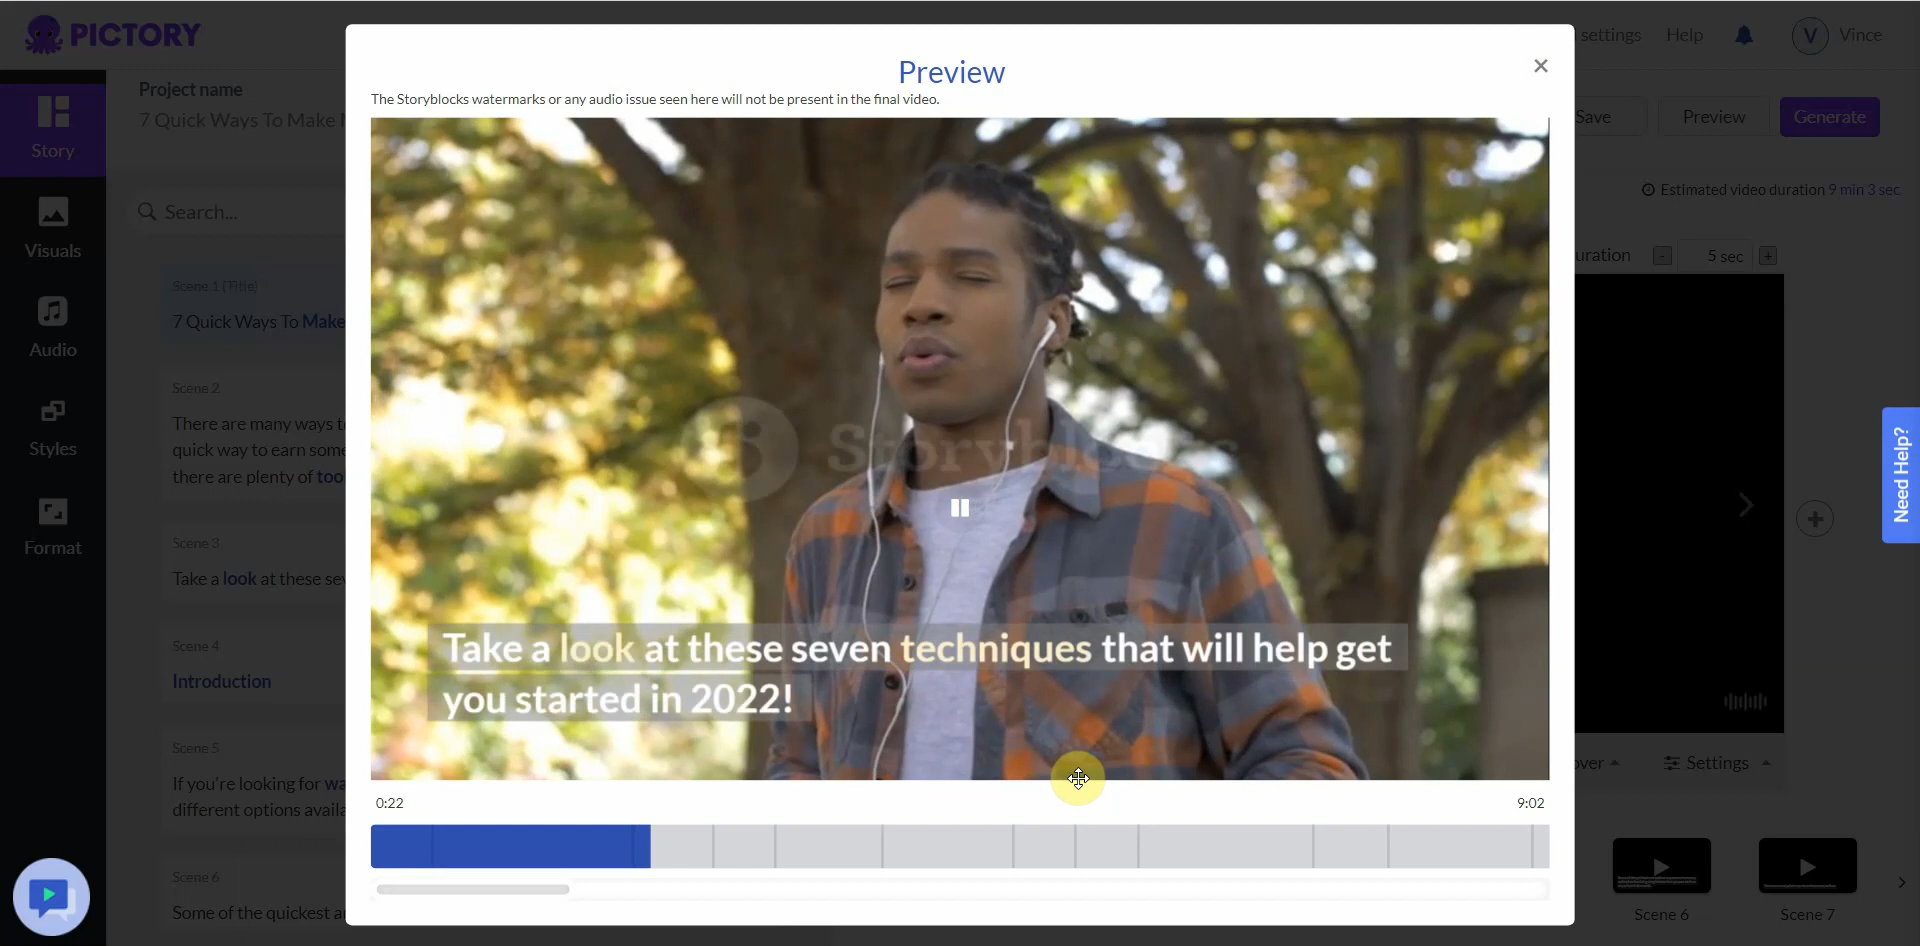 PICTORY
settings
Help
V
Vince
Project name
7 Quick Ways To Make
Save
Preview
Generate
Estimated video duration 9 min 3 sec
Story
Visuals
Audio
Styles
Format
Search...
Scene 1 (Title)
7 Quick Ways To Make
Scene 2
There are many ways
quick way to earn some
there are plenty of too
Scene 3
Take a look at these
Scene 4
Introduction
Scene 5
If you're looking for
different options
Scene 6
Some of the quickest
Preview
×
The Storyblocks watermarks or any audio issue seen here will not be present in the final video.
Storyblocks
Take a look at these seven techniques that will help get
you started in 2022!
0:22
9:02
uration
-
5 sec
+
Need Help?
over
Settings
Scene 6
Scene 7